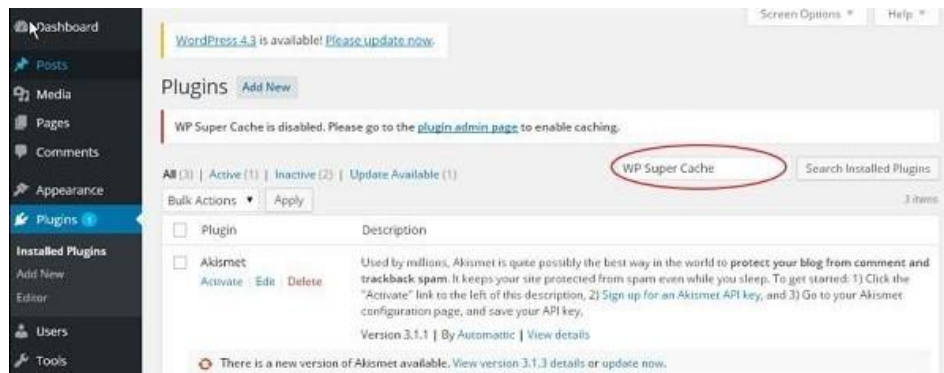 Dashboard
Posts
Media
Pages
Comments
Appearance
Plugins 1
Installed Plugins
Add New
Editor
Users
Tools
Screen Options Help
WordPress 4.3 is available! Please update now.
Plugins Add New
WP Super Cache is disabled. Please go to the plugin admin page to enable caching.
All (3) | Active (1) | Inactive (2) | Update Available (1)
WP Super Cache Search Installed Plugins
Bulk Actions Apply 3 items
Plugin Description
Akismet Used by millions, Akismet is quite possibly the best way in the world to protect your blog from comment and
Activate Edit Delete trackback spam. It keeps your site protected from spam even while you sleep. To get started: 1) Click the
"Activate" link to the left of this description, 2) Sign up for an Akismet API key, and 3) Go to your Akismet
configuration page, and save your API key.
Version 3.1.1 | By Automattic | View details
There is a new version of Akismet available. View version 3.1.3 details or update now.